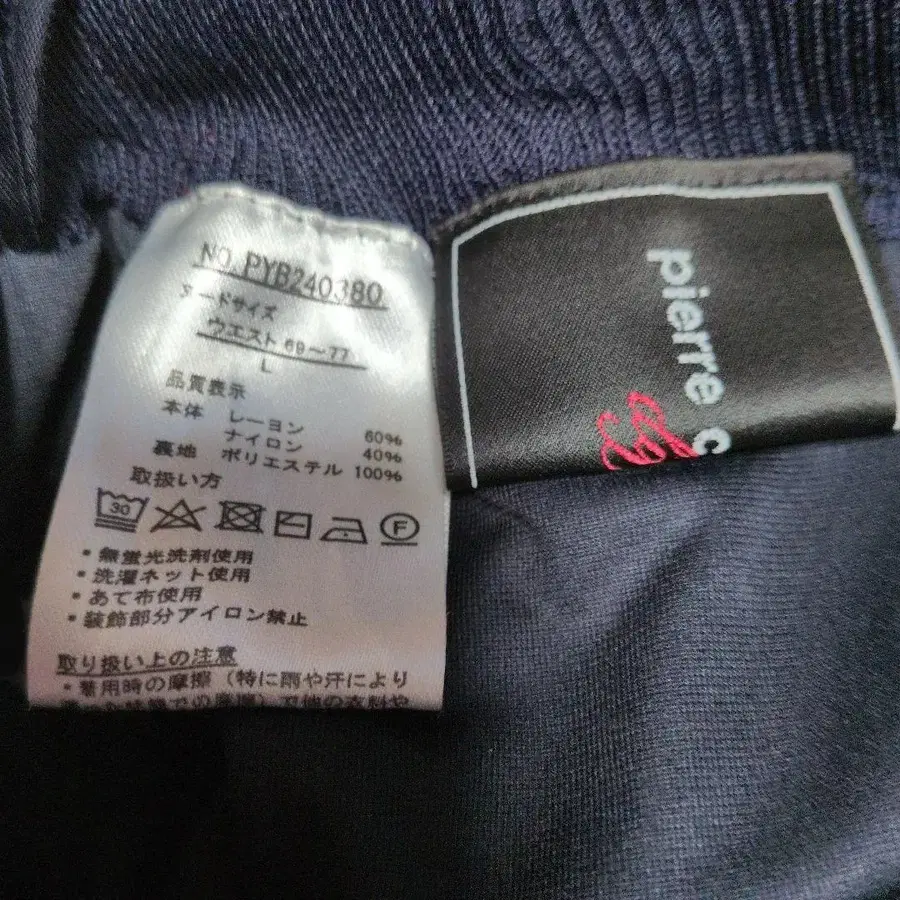 NO.PYB240380
ヌードサイズ
ウエスト 69～77
L
品質表示
本体 レーヨン 60%
ナイロン 40%
裏地 ポリエステル 100%
取扱い方
30
F
・無蛍光洗剤使用
・洗濯ネット使用
・あて布使用
・装飾部分アイロン禁止
取り扱い上の注意
・着用時の摩擦（特に雨や汗により
pierre c